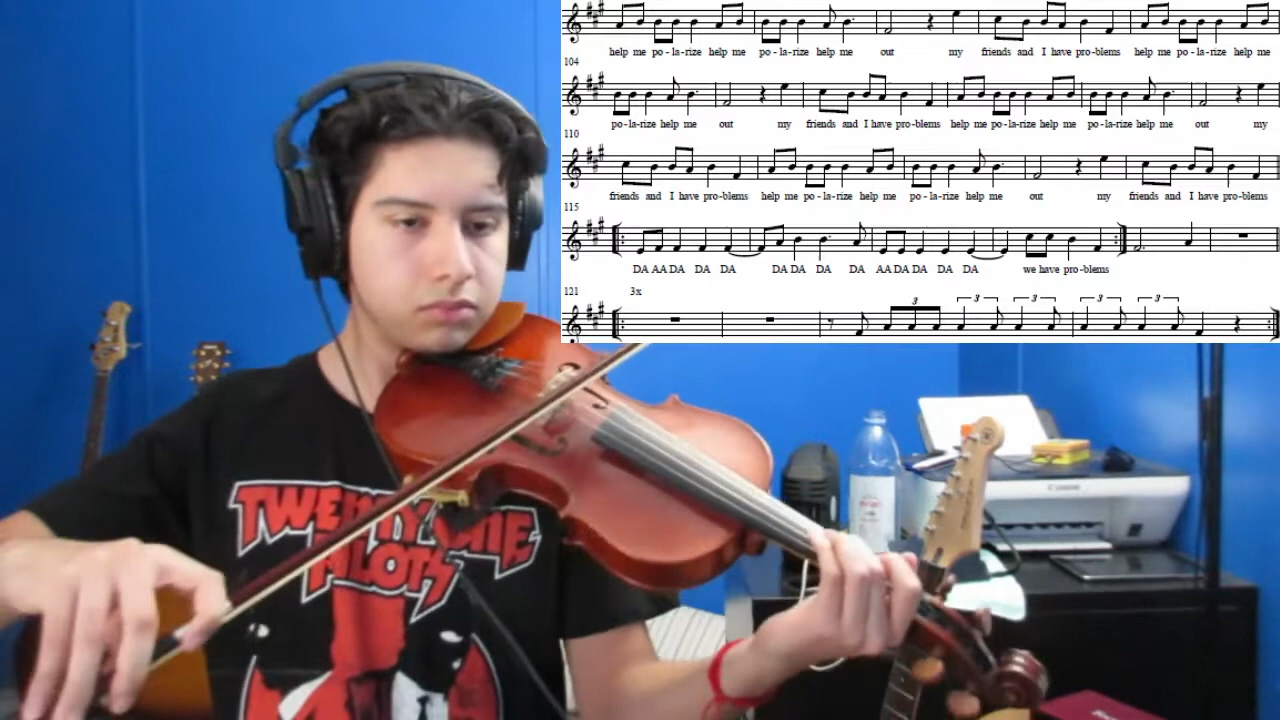 help me po - la - rize help me po - la - rize help me out my friends and I have pro - blems help me po - la - rize help me
104
po - la - rize help me out my friends and I have pro - blems help me po - la - rize help me po - la - rize help me out my
110
friends and I have pro - blems help me po - la - rize help me po - la - rize help me out my friends and I have pro - blems
115
DA AA DA DA DA DA DA DA DA AA DA DA DA DA we have pro - blems
121 3x
3 3 3 3 3
TWENTY ONE
PILOTS
Canon